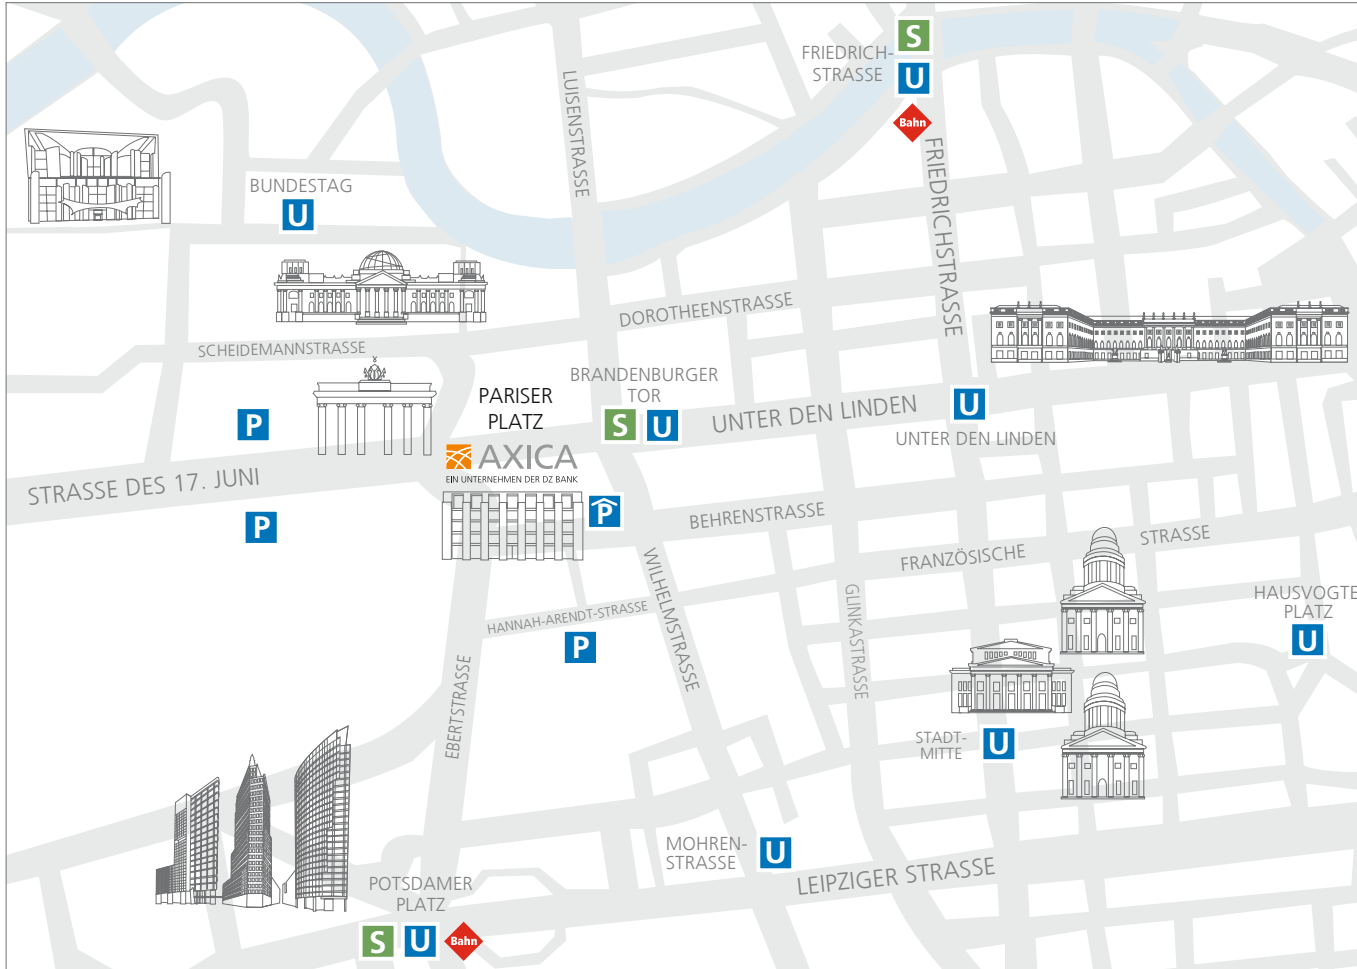 S
FRIEDRICH-
STRASSE
U
Bahn
LUISENSTRASSE
FRIEDRICHSTRASSE
BUNDESTAG
U
DOROTHEENSTRASSE
SCHEIDEMANNSTRASSE
BRANDENBURGER
TOR
S U
PARISER
PLATZ
UNTER DEN LINDEN
U
UNTER DEN LINDEN
P
AXICA
EIN UNTERNEHMEN DER DZ BANK
STRASSE DES 17. JUNI
P
P
BEHRENSTRASSE
FRANZÖSISCHE
STRASSE
WILHELMSTRASSE
GLINKASTRASSE
HAUSVOGTE
PLATZ
U
HANNAH-ARENDT-STRASSE
P
EBERTSTRASSE
STADT-
MITTE
U
MOHREN-
STRASSE
U
LEIPZIGER STRASSE
POTSDAMER
PLATZ
S U Bahn